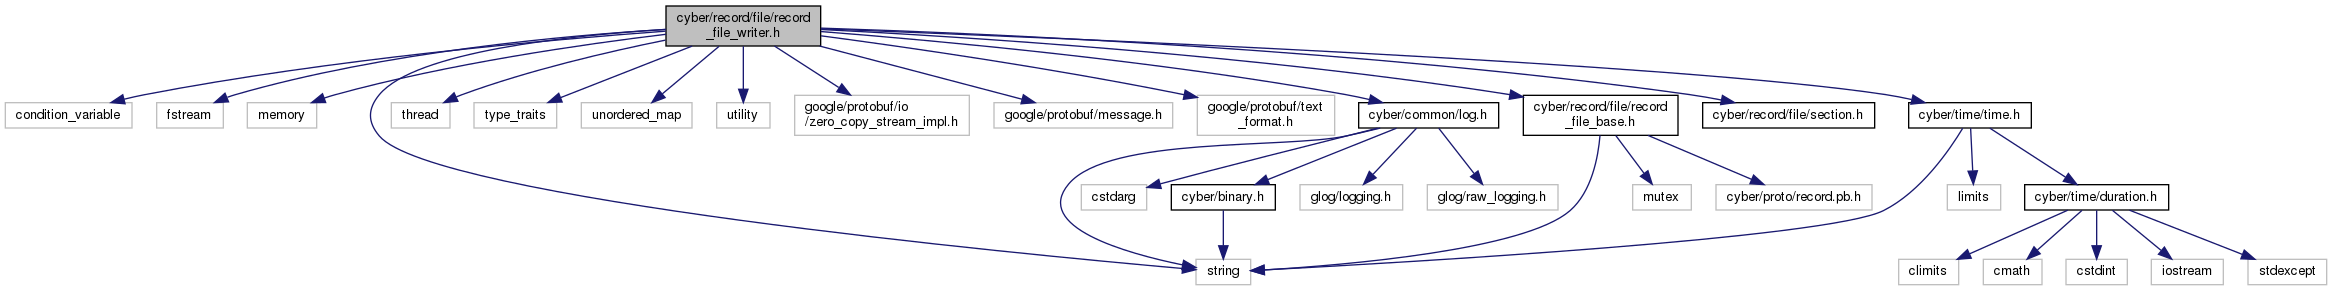 cyber/record/file/record
_file_writer.h
condition_variable
fstream
memory
thread
type_traits
unordered_map
utility
google/protobuf/io
/zero_copy_stream_impl.h
google/protobuf/message.h
google/protobuf/text
_format.h
cyber/common/log.h
cyber/record/file/record
_file_base.h
cyber/record/file/section.h
cyber/time/time.h
cstdarg
cyber/binary.h
glog/logging.h
glog/raw_logging.h
mutex
cyber/proto/record.pb.h
limits
cyber/time/duration.h
string
climits
cmath
cstdint
iostream
stdexcept